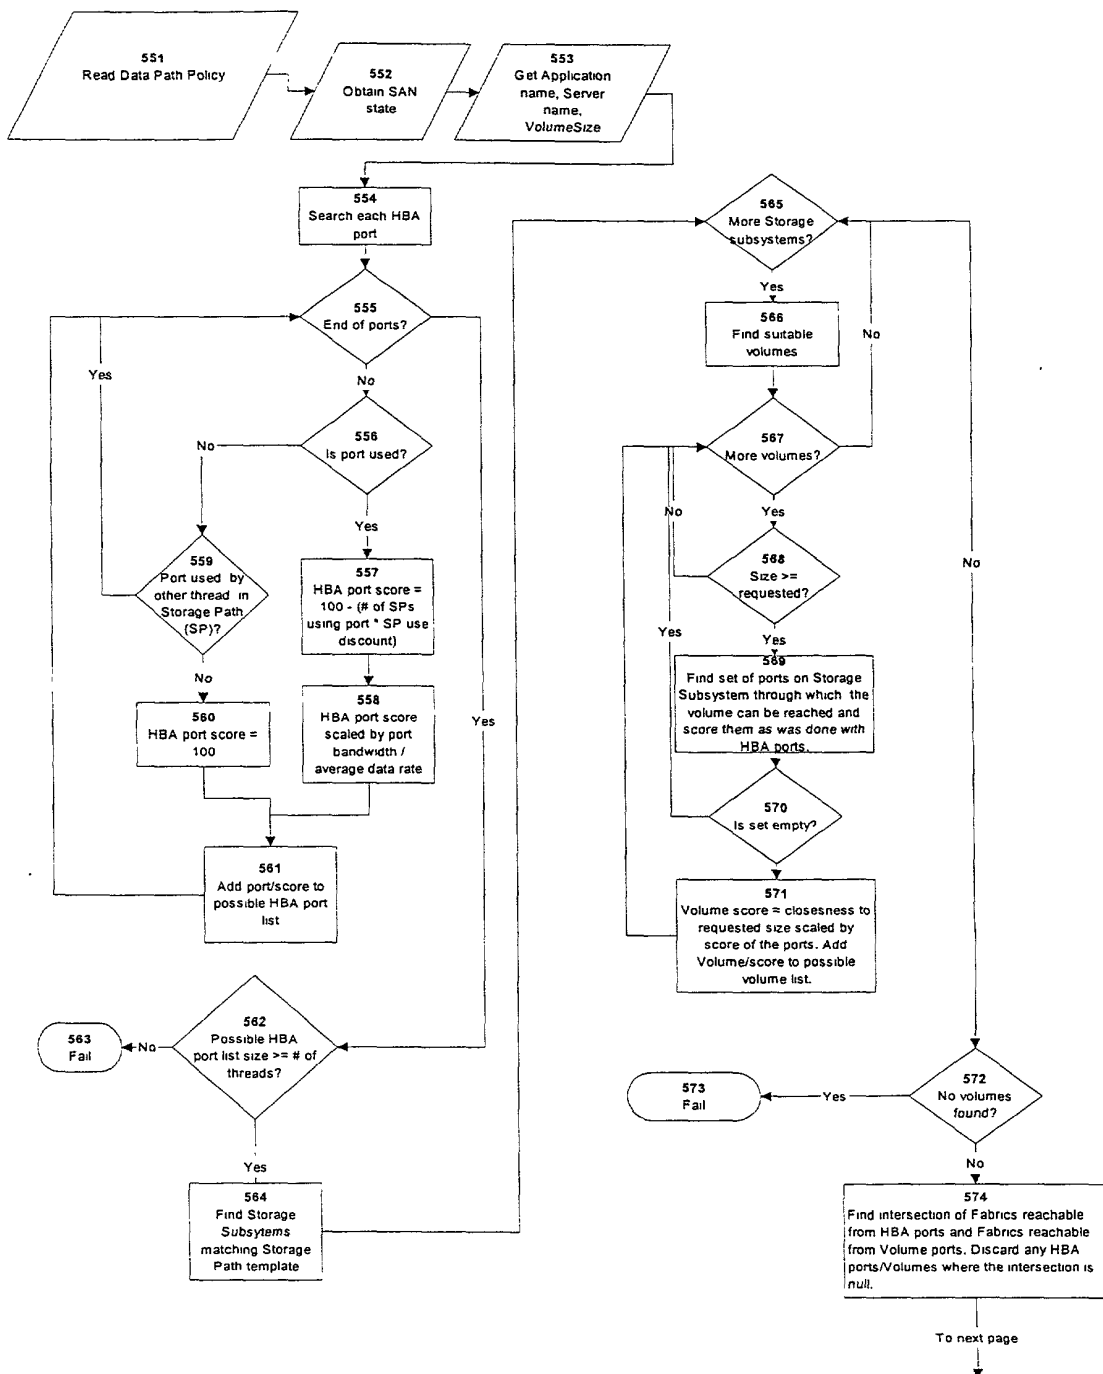 551
Read Data Path Policy
552
Obtain SAN
state
553
Get Application
name, Server
name,
VolumeSize
554
Search each HBA
port
555
End of ports?
Yes
No
556
Is port used?
No
Yes
559
Port used by
other thread in
Storage Path
(SP)?
557
HBA port score =
100 - (# of SPs
using port * SP use
discount)
No
560
HBA port score =
100
558
HBA port score
scaled by port
bandwidth /
average data rate
Yes
561
Add port/score to
possible HBA port
list
562
Possible HBA
port list size >= # of
threads?
No
563
Fail
Yes
564
Find Storage
Subsytems
matching Storage
Path template
565
More Storage
subsystems?
Yes
No
566
Find suitable
volumes
567
More volumes?
No
Yes
568
Size >=
requested?
No
Yes
Yes
569
Find set of ports on Storage
Subsystem through which the
volume can be reached and
score them as was done with
HBA ports.
570
Is set empty?
571
Volume score = closesness to
requested size scaled by
score of the ports. Add
Volume/score to possible
volume list.
572
No volumes
found?
Yes
573
Fail
No
574
Find intersection of Fabrics reachable
from HBA ports and Fabrics reachable
from Volume ports. Discard any HBA
ports/Volumes where the intersection is
null.
To next page